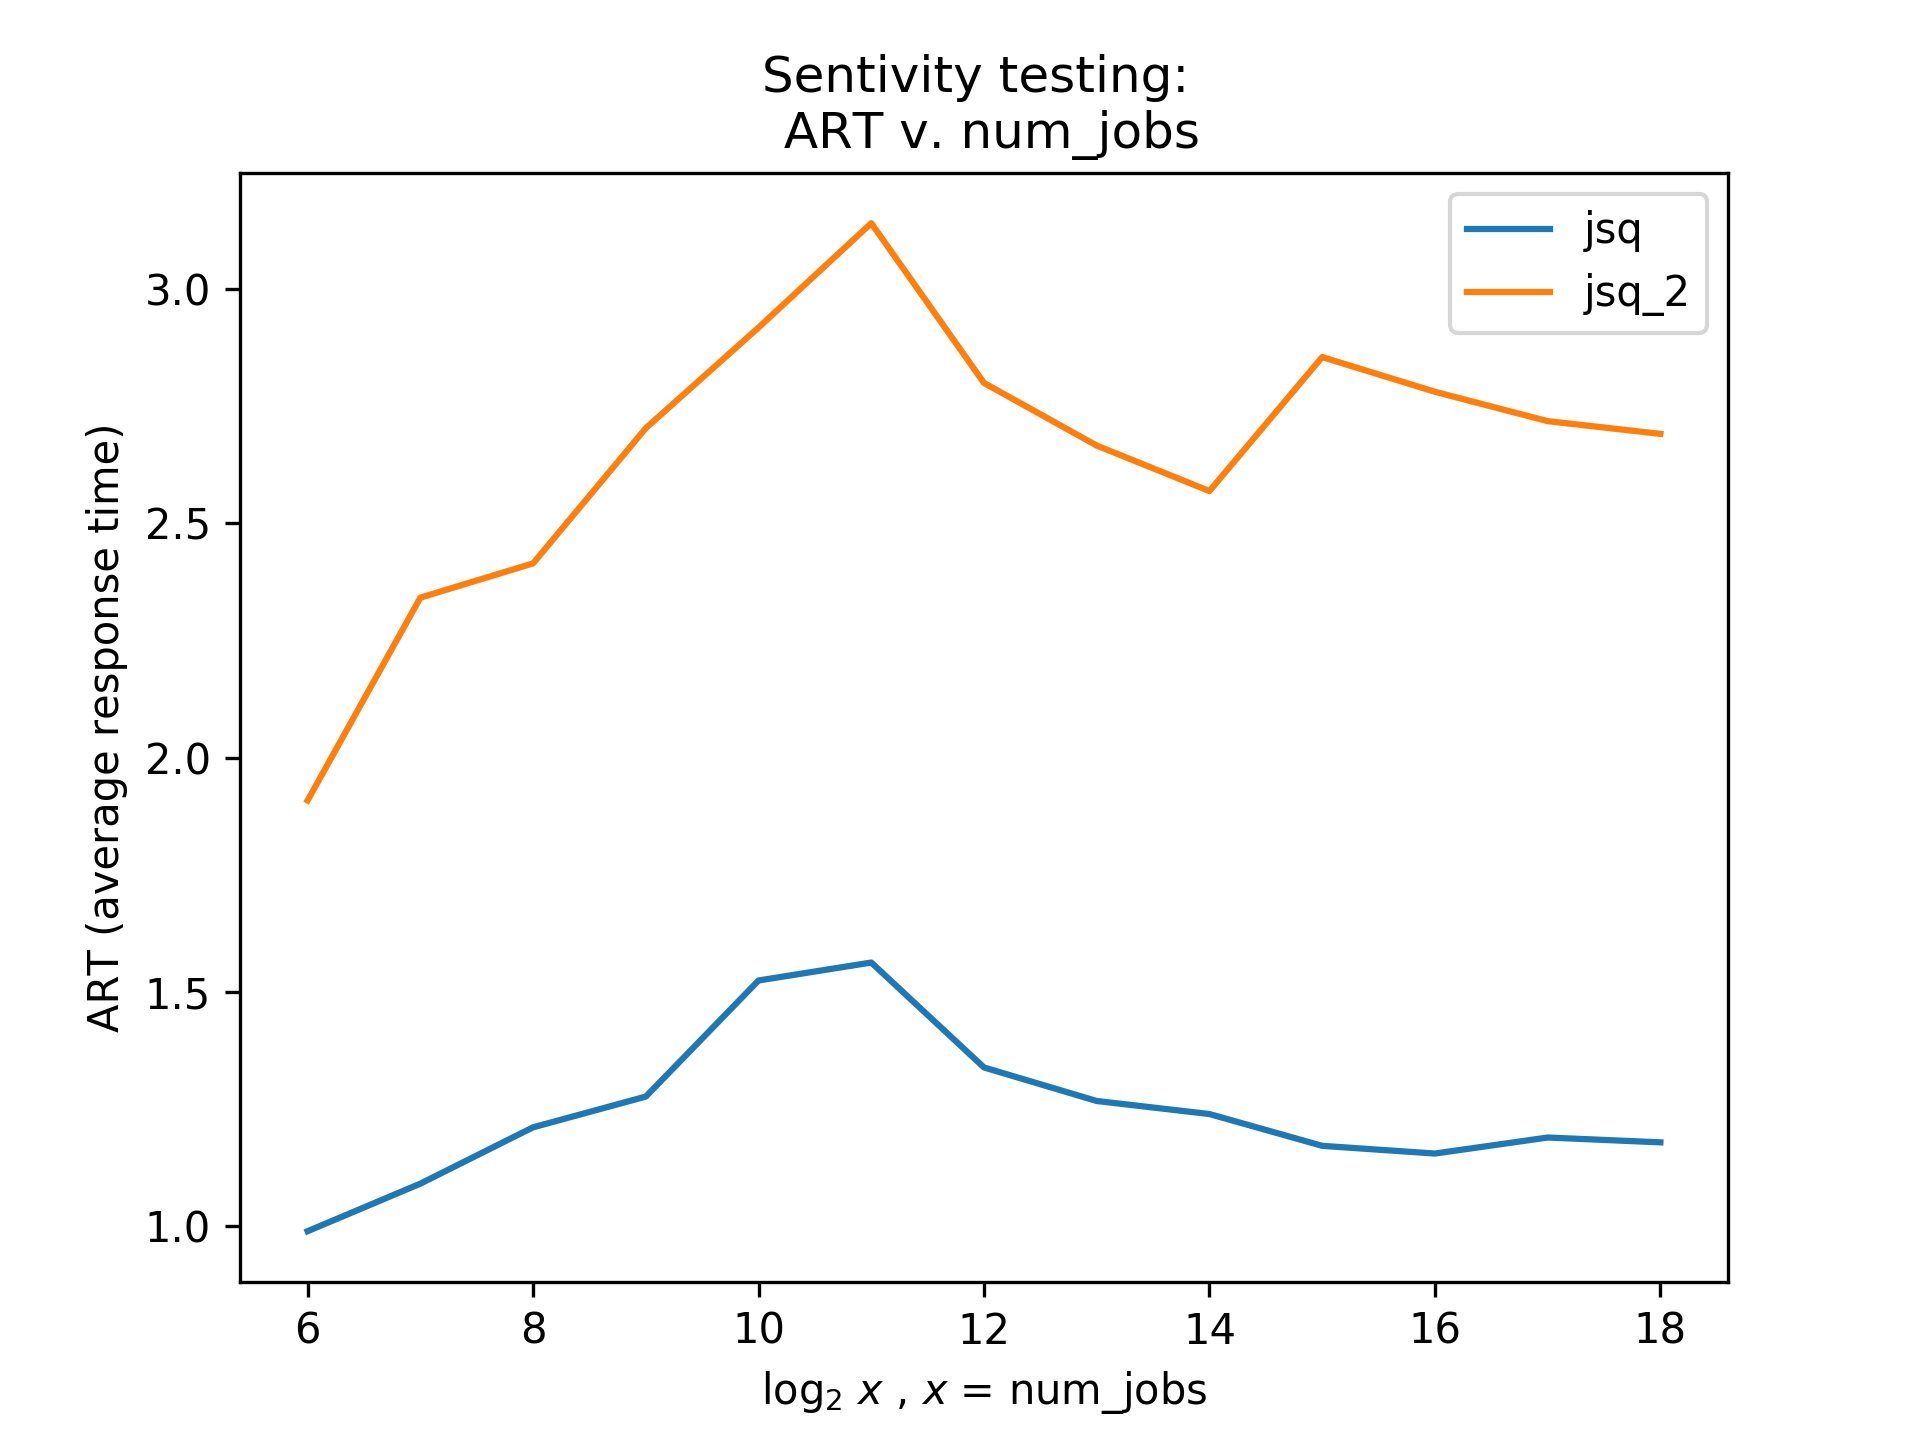 Sentivity testing:
ART v. num_jobs
jsq
jsq_2
3.0
2.5
2.0
1.5
1.0
ART (average response time)
6 8 10 12 14 16 18
log₂ x , x = num_jobs